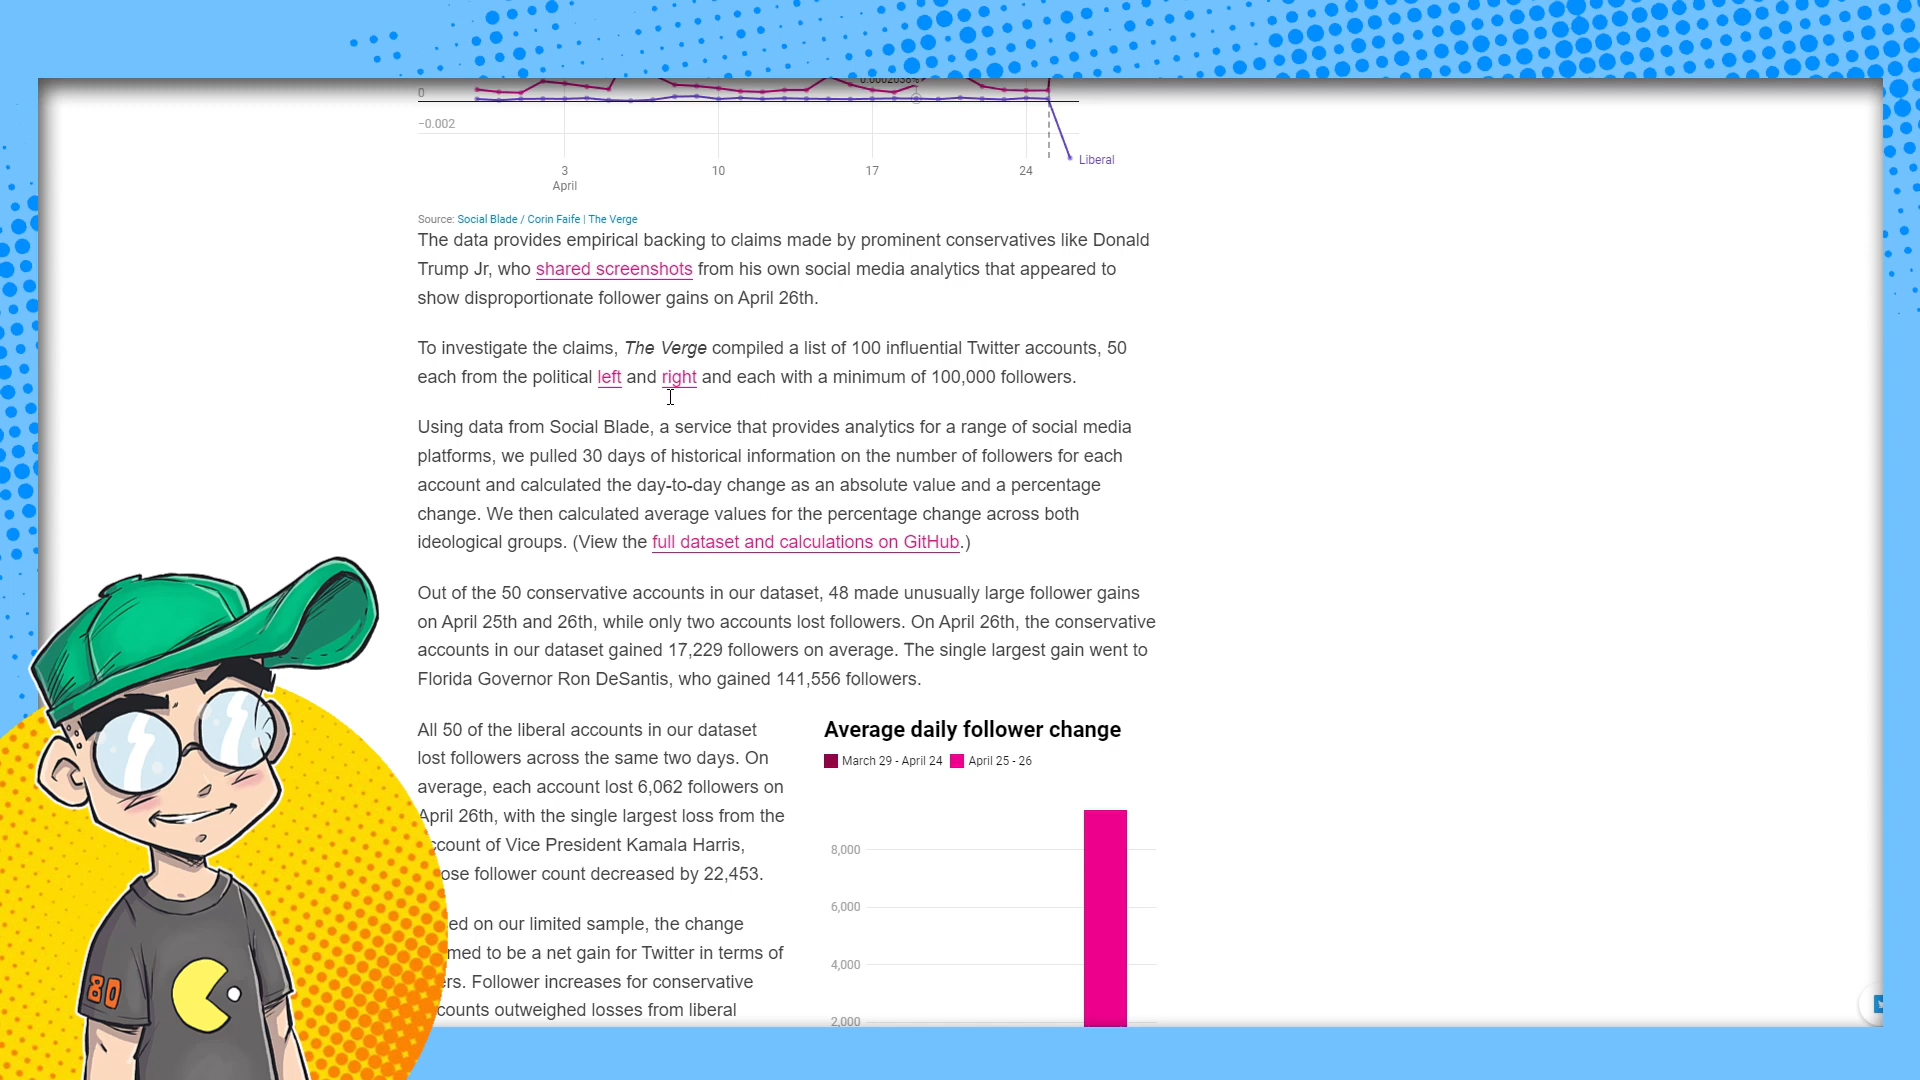 0.0002038%
0
−0.002
Liberal
3 10 17 24
April
Source: Social Blade / Corin Faife | The Verge
The data provides empirical backing to claims made by prominent conservatives like Donald
Trump Jr, who shared screenshots from his own social media analytics that appeared to
show disproportionate follower gains on April 26th.
To investigate the claims, The Verge compiled a list of 100 influential Twitter accounts, 50
each from the political left and right and each with a minimum of 100,000 followers.
Using data from Social Blade, a service that provides analytics for a range of social media
platforms, we pulled 30 days of historical information on the number of followers for each
account and calculated the day-to-day change as an absolute value and a percentage
change. We then calculated average values for the percentage change across both
ideological groups. (View the full dataset and calculations on GitHub.)
Out of the 50 conservative accounts in our dataset, 48 made unusually large follower gains
on April 25th and 26th, while only two accounts lost followers. On April 26th, the conservative
accounts in our dataset gained 17,229 followers on average. The single largest gain went to
Florida Governor Ron DeSantis, who gained 141,556 followers.
All 50 of the liberal accounts in our dataset
lost followers across the same two days. On
average, each account lost 6,062 followers on
April 26th, with the single largest loss from the
ccount of Vice President Kamala Harris,
ose follower count decreased by 22,453.
ed on our limited sample, the change
med to be a net gain for Twitter in terms of
ers. Follower increases for conservative
counts outweighed losses from liberal
Average daily follower change
March 29 - April 24 April 25 - 26
8,000
6,000
4,000
2,000
80